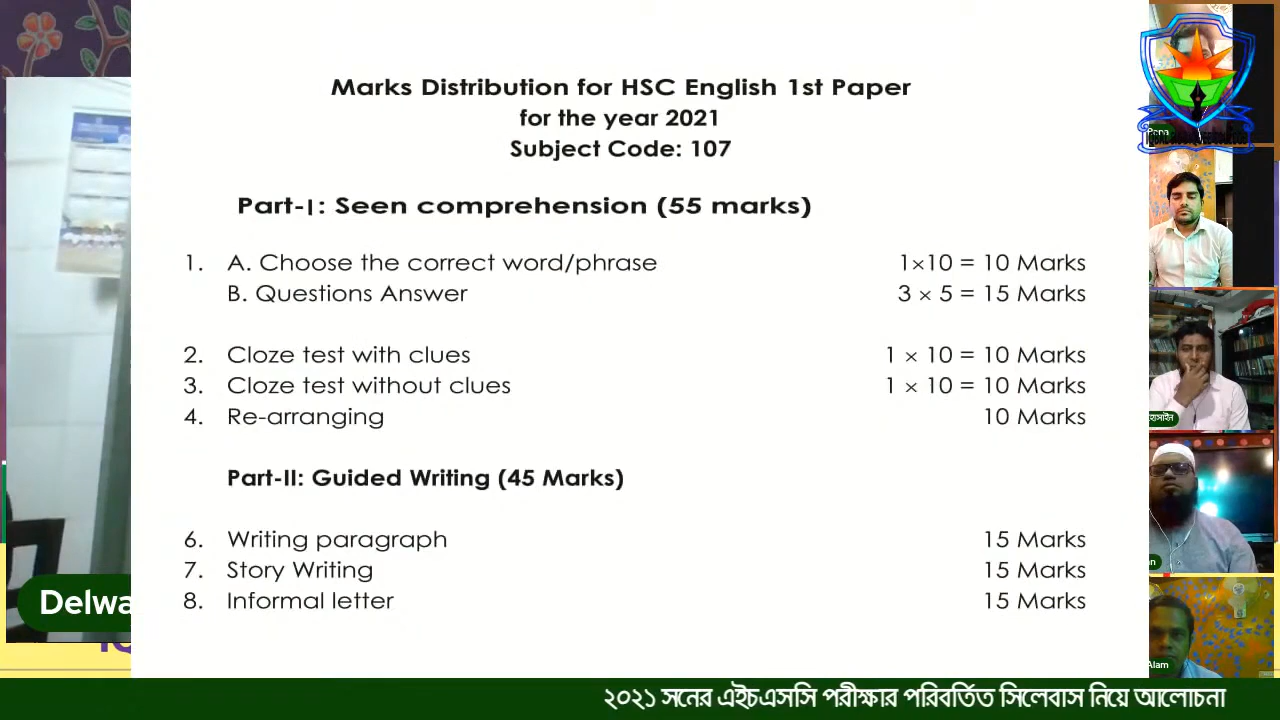 Marks Distribution for HSC English 1st Paper
for the year 2021
Subject Code: 107
Part-I: Seen comprehension (55 marks)
1. A. Choose the correct word/phrase 1×10 = 10 Marks
B. Questions Answer 3 × 5 = 15 Marks
2. Cloze test with clues 1 × 10 = 10 Marks
3. Cloze test without clues 1 × 10 = 10 Marks
4. Re-arranging 10 Marks
Part-II: Guided Writing (45 Marks)
6. Writing paragraph 15 Marks
7. Story Writing 15 Marks
8. Informal letter 15 Marks
Delwa
Alam
২০২১ সনের এইচএসসি পরীক্ষার পরিবর্তিত সিলেবাস নিয়ে আলোচনা